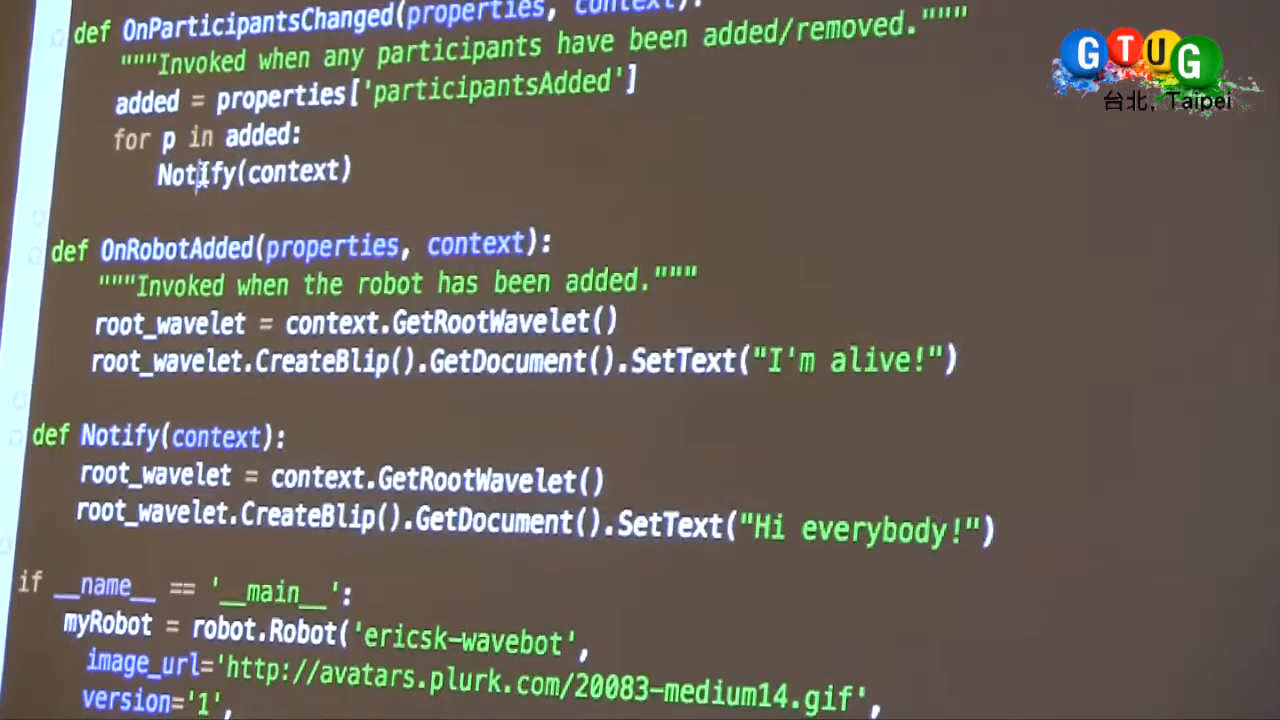 def OnParticipantsChanged(properties, context):
"""Invoked when any participants have been added/removed."""
added = properties['participantsAdded']
for p in added:
Notify(context)
def OnRobotAdded(properties, context):
"""Invoked when the robot has been added."""
root_wavelet = context.GetRootWavelet()
root_wavelet.CreateBlip().GetDocument().SetText("I'm alive!")
def Notify(context):
root_wavelet = context.GetRootWavelet()
root_wavelet.CreateBlip().GetDocument().SetText("Hi everybody!")
if __name__ == '__main__':
myRobot = robot.Robot('ericsk-wavebot',
image_url='http://avatars.plurk.com/20083-medium14.gif',
version='1',
GTUG
台北, Taipei